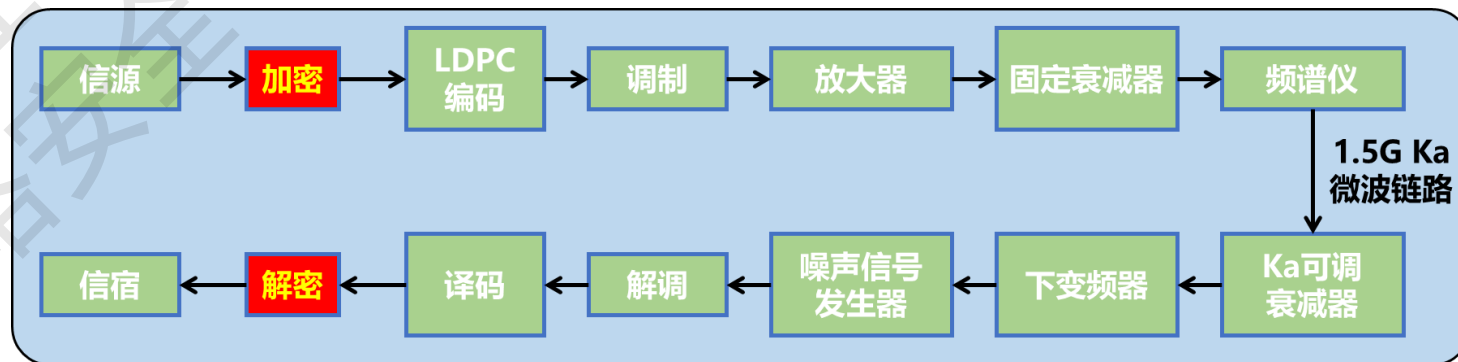 信源
加密
LDPC
编码
调制
放大器
固定衰减器
频谱仪
1.5G Ka
微波链路
Ka可调
衰减器
下变频器
噪声信号
发生器
解调
译码
解密
信宿
安全